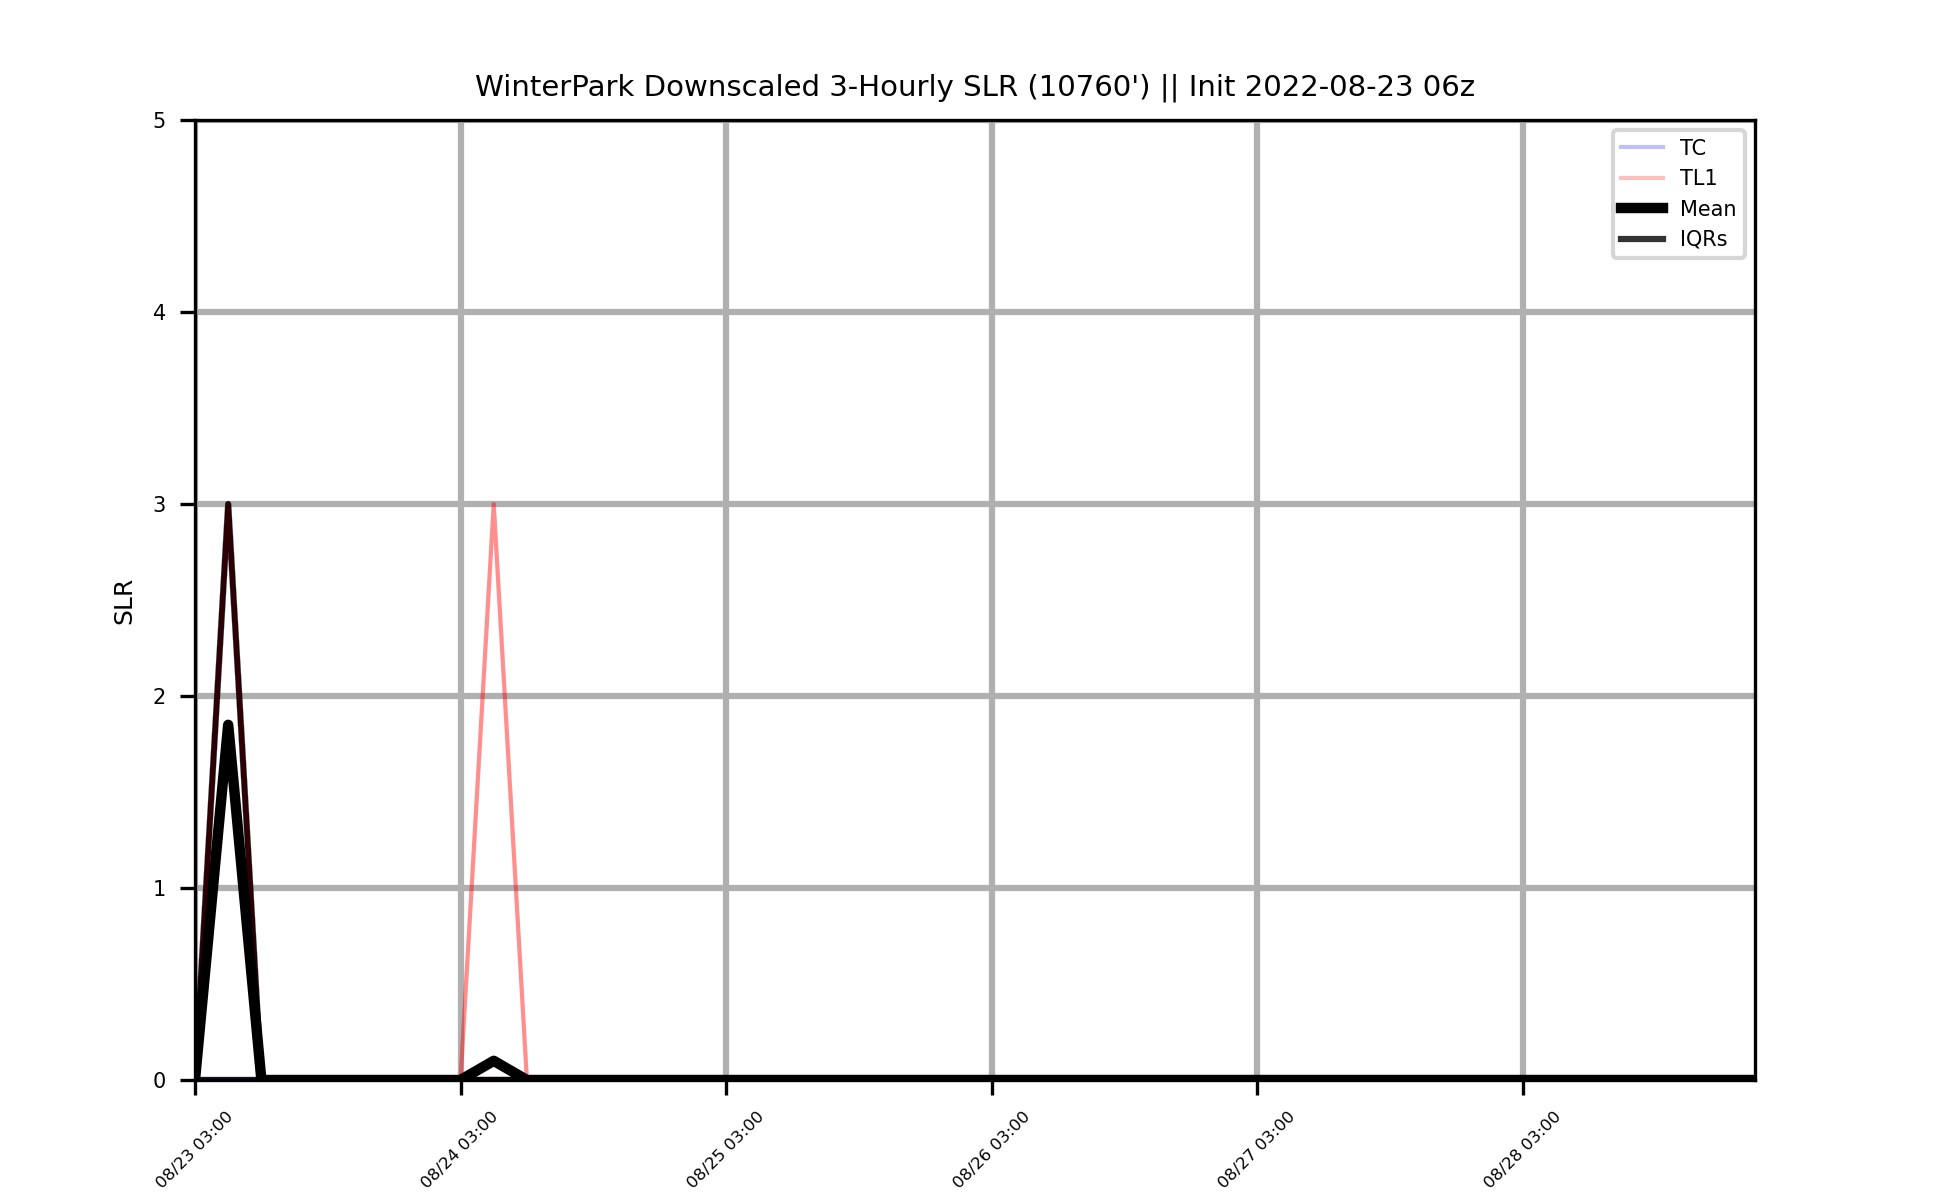 WinterPark Downscaled 3-Hourly SLR (10760') || Init 2022-08-23 06z
5
4
3
2
1
0
SLR
TC
TL1
Mean
IQRs
08/23 03:00
08/24 03:00
08/25 03:00
08/26 03:00
08/27 03:00
08/28 03:00